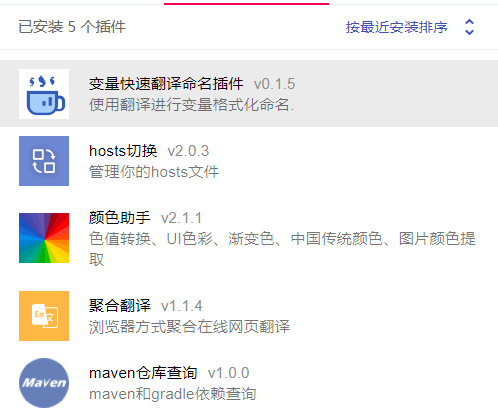 已安装 5 个插件
按最近安装排序
变量快速翻译命名插件 v0.1.5
使用翻译进行变量格式化命名.
hosts切换 v2.0.3
管理你的hosts文件
颜色助手 v2.1.1
色值转换、UI色彩、渐变色、中国传统颜色、图片颜色提
取
En
聚合翻译 v1.1.4
浏览器方式聚合在线网页翻译
Maven
maven仓库查询 v1.0.0
maven和gradle依赖查询